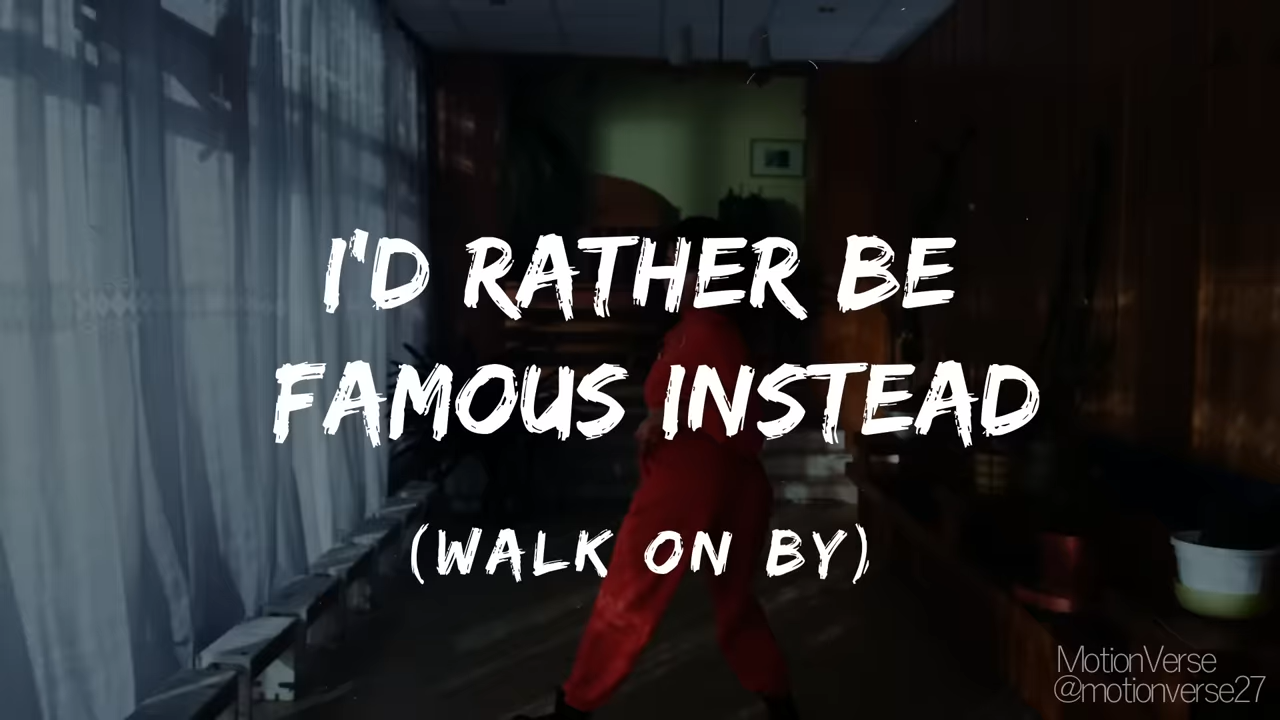 I'D RATHER BE
FAMOUS INSTEAD
(WALK ON BY)
MotionVerse
@motionverse27